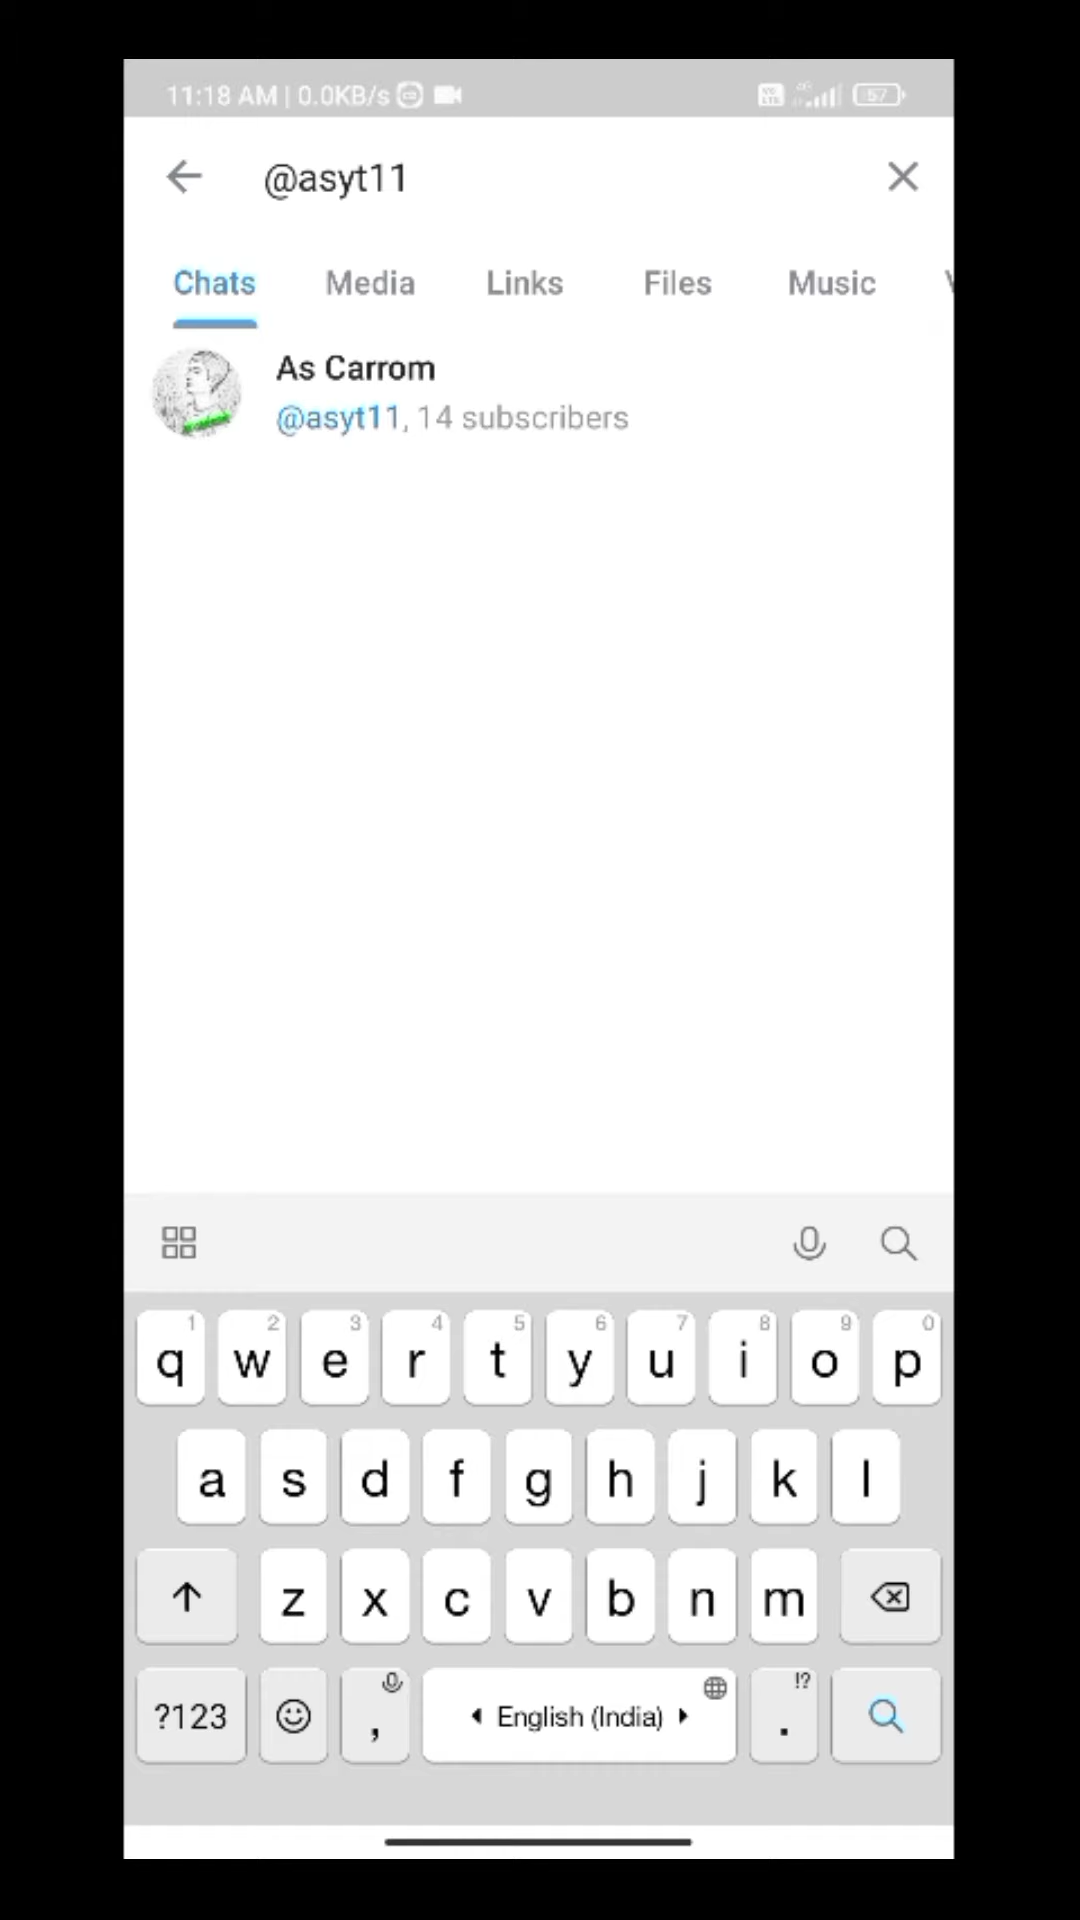 11:18 AM | 0.0KB/s
57
@asyt11
Chats Media Links Files Music
As Carrom
@asyt11, 14 subscribers
1 2 3 4 5 6 7 8 9 0
q w e r t y u i o p
a s d f g h j k l
z x c v b n m
!?
?123 , English (India) .